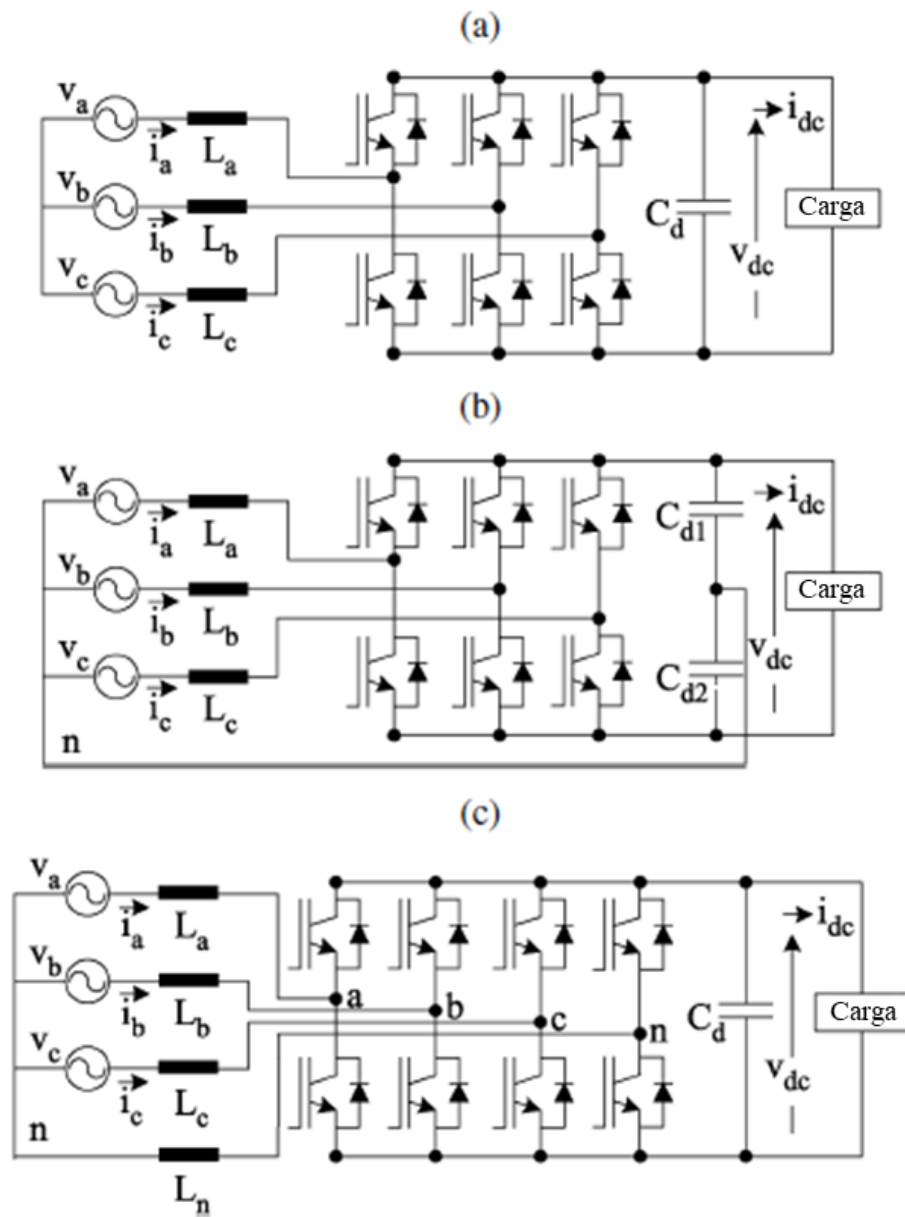 (a)
v_a
i_a
L_a
v_b
i_b
L_b
v_c
i_c
L_c
C_d
i_dc
v_dc
Carga
(b)
v_a
i_a
L_a
v_b
i_b
L_b
v_c
i_c
L_c
n
C_d1
C_d2
i_dc
v_dc
Carga
(c)
v_a
i_a
L_a
v_b
i_b
L_b
v_c
i_c
L_c
n
L_n
a
b
c
n
C_d
i_dc
v_dc
Carga